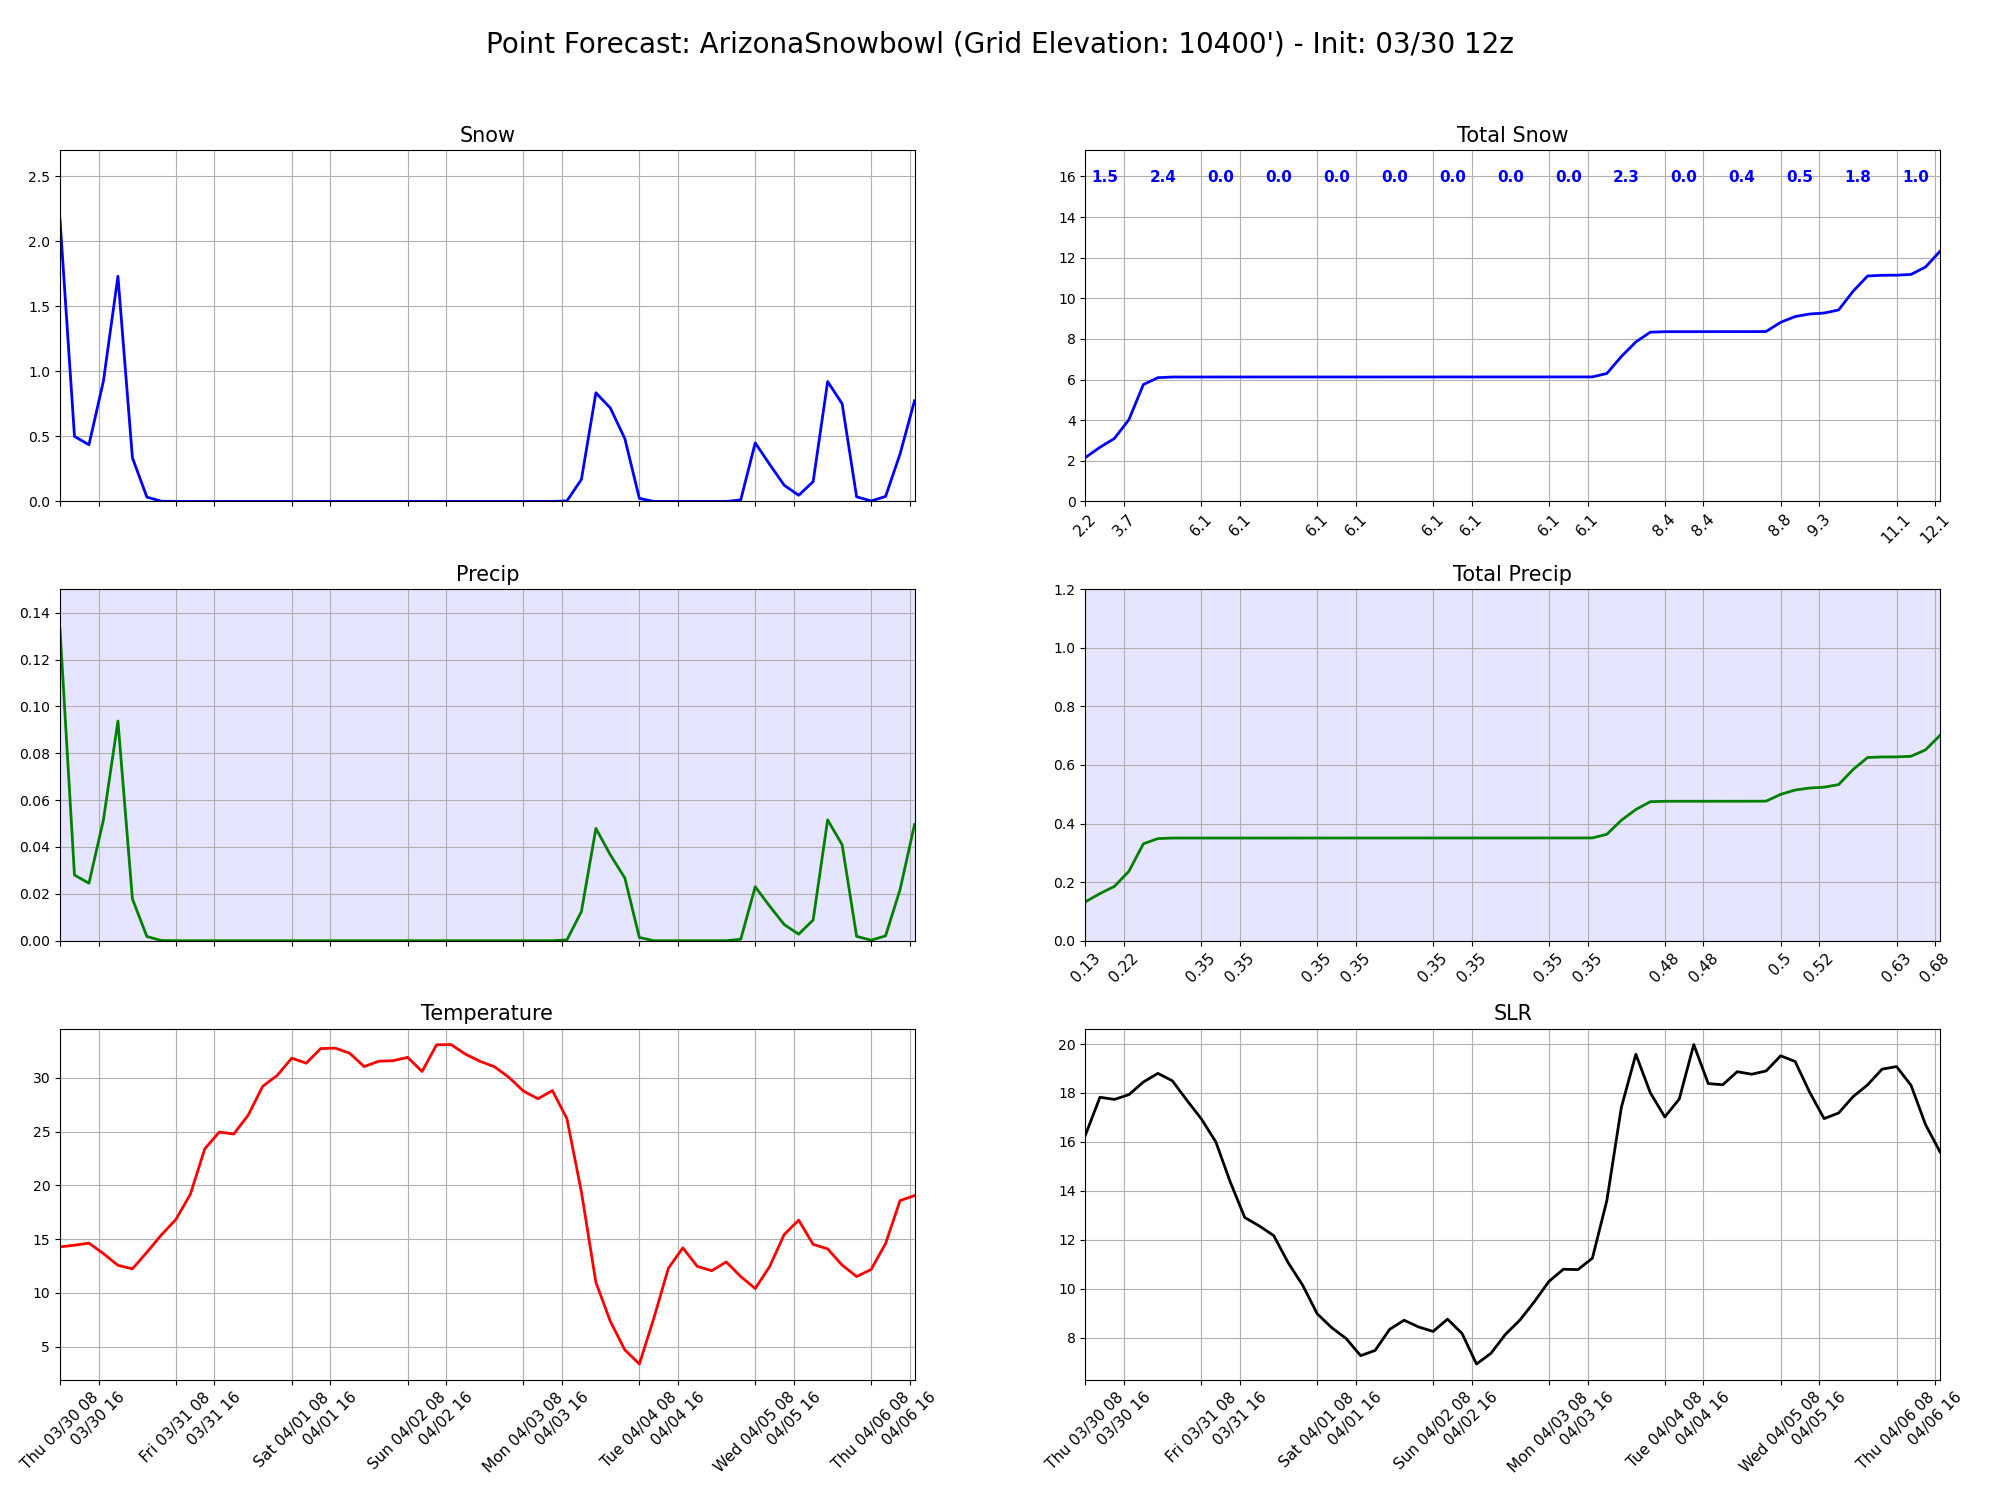 Point Forecast: ArizonaSnowbowl (Grid Elevation: 10400') - Init: 03/30 12z
Snow
2.5
2.0
1.5
1.0
0.5
0.0
Total Snow
1.5 2.4 0.0 0.0 0.0 0.0 0.0 0.0 0.0 2.3 0.0 0.4 0.5 1.8 1.0
16
14
12
10
8
6
4
2
0
2.2 3.7 6.1 6.1 6.1 6.1 6.1 6.1 6.1 6.1 8.4 8.4 8.8 9.3 11.1 12.1
Precip
0.14
0.12
0.10
0.08
0.06
0.04
0.02
0.00
Total Precip
1.2
1.0
0.8
0.6
0.4
0.2
0.0
0.13 0.22 0.35 0.35 0.35 0.35 0.35 0.35 0.35 0.35 0.48 0.48 0.5 0.52 0.63 0.68
Temperature
30
25
20
15
10
5
Thu 03/30 08
03/30 16
Fri 03/31 08
03/31 16
Sat 04/01 08
04/01 16
Sun 04/02 08
04/02 16
Mon 04/03 08
04/03 16
Tue 04/04 08
04/04 16
Wed 04/05 08
04/05 16
Thu 04/06 08
04/06 16
SLR
20
18
16
14
12
10
8
Thu 03/30 08
03/30 16
Fri 03/31 08
03/31 16
Sat 04/01 08
04/01 16
Sun 04/02 08
04/02 16
Mon 04/03 08
04/03 16
Tue 04/04 08
04/04 16
Wed 04/05 08
04/05 16
Thu 04/06 08
04/06 16